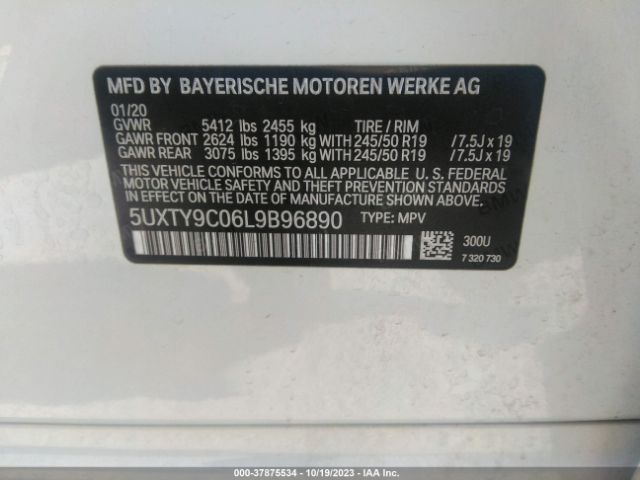 MFD BY BAYERISCHE MOTOREN WERKE AG
01/20
GVWR 5412 lbs 2455 kg TIRE / RIM
GAWR FRONT 2624 lbs 1190 kg WITH 245/50 R19 /7.5J x 19
GAWR REAR 3075 lbs 1395 kg WITH 245/50 R19 /7.5J x 19
THIS VEHICLE CONFORMS TO ALL APPLICABLE U. S. FEDERAL
MOTOR VEHICLE SAFETY AND THEFT PREVENTION STANDARDS
IN EFFECT ON THE DATE OF MANUFACTURE SHOWN ABOVE.
5UXTY9C06L9B96890 TYPE: MPV
300U
7 320 730
000-37875534 - 10/19/2023 - IAA Inc.